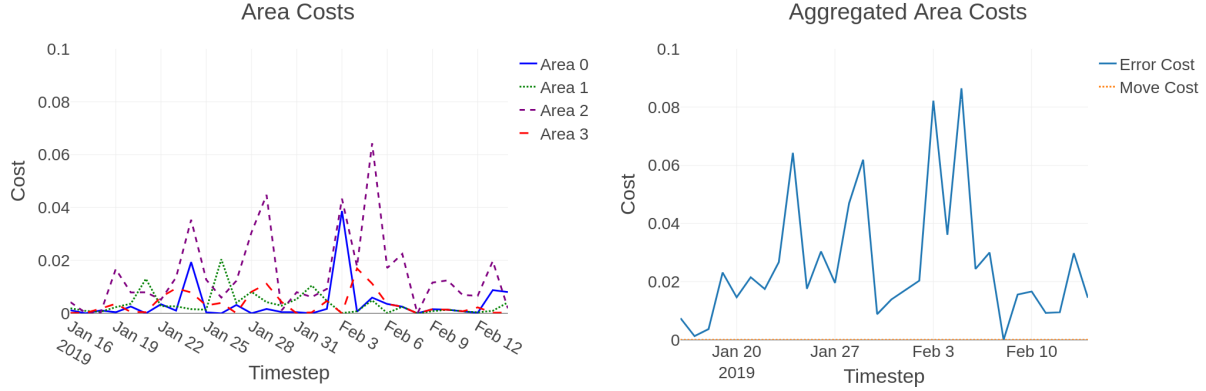 Area Costs
0.1
0.08
0.06
0.04
0.02
0
Cost
Jan 16
2019
Jan 19
Jan 22
Jan 25
Jan 28
Jan 31
Feb 3
Feb 6
Feb 9
Feb 12
Timestep
Area 0
Area 1
Area 2
Area 3
Aggregated Area Costs
0.1
0.08
0.06
0.04
0.02
0
Cost
Jan 20
2019
Jan 27
Feb 3
Feb 10
Timestep
Error Cost
Move Cost